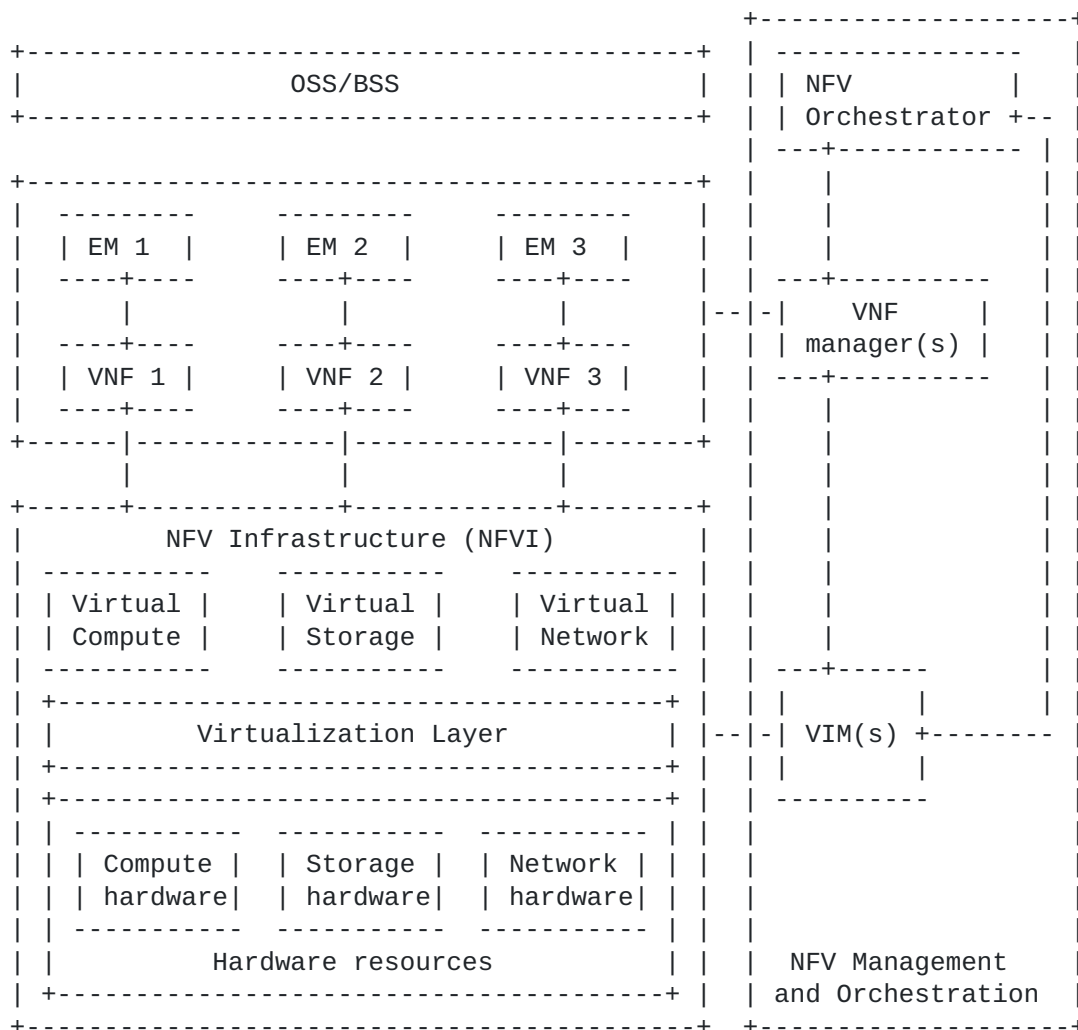 OSS/BSS
NFV
Orchestrator
EM 1 EM 2 EM 3
VNF
manager(s)
VNF 1 VNF 2 VNF 3
NFV Infrastructure (NFVI)
Virtual Virtual Virtual
Compute Storage Network
Virtualization Layer
VIM(s)
Compute Storage Network
hardware hardware hardware
Hardware resources
NFV Management
and Orchestration